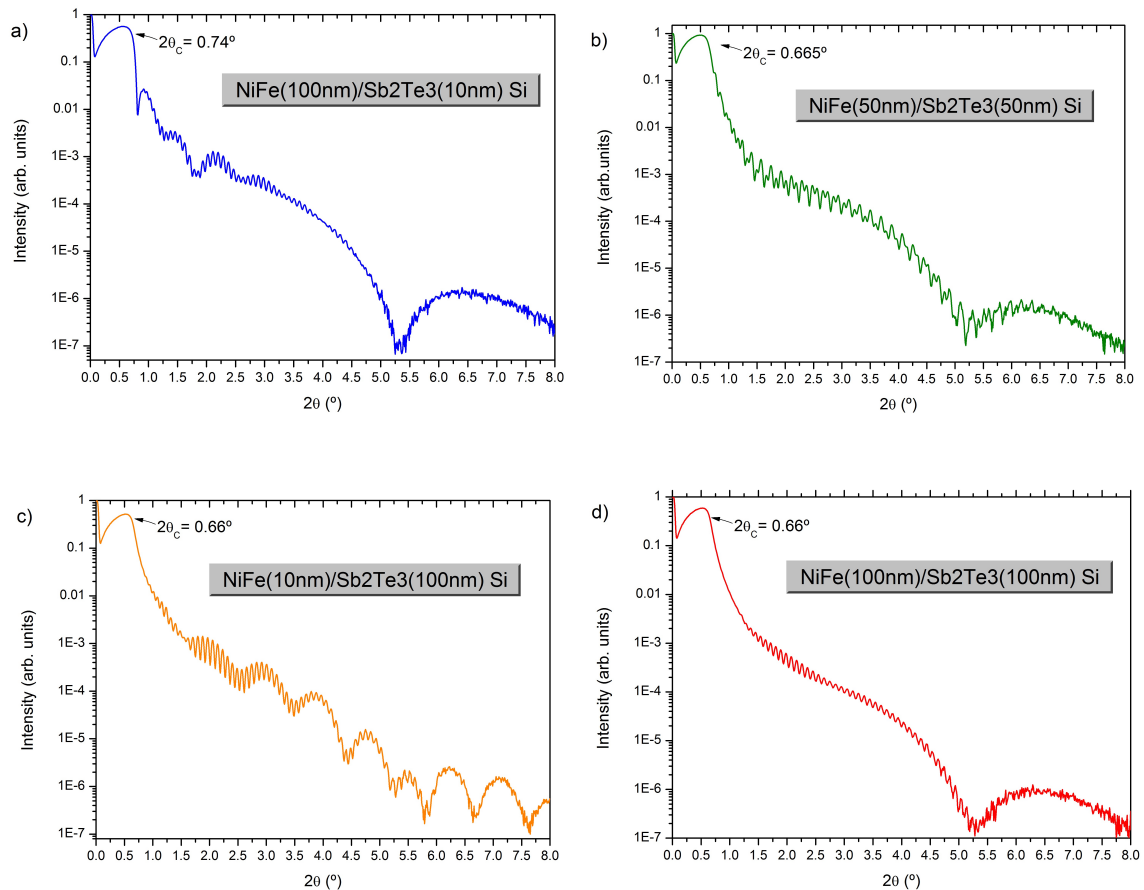 a)
1
0.1
0.01
1E-3
1E-4
1E-5
1E-6
1E-7
Intensity (arb. units)
2θC= 0.74º
NiFe(100nm)/Sb2Te3(10nm) Si
0.0 0.5 1.0 1.5 2.0 2.5 3.0 3.5 4.0 4.5 5.0 5.5 6.0 6.5 7.0 7.5 8.0
2θ (º)
b)
1
0.1
0.01
1E-3
1E-4
1E-5
1E-6
1E-7
Intensity (arb.units)
2θC= 0.665º
NiFe(50nm)/Sb2Te3(50nm) Si
0.0 0.5 1.0 1.5 2.0 2.5 3.0 3.5 4.0 4.5 5.0 5.5 6.0 6.5 7.0 7.5 8.0
2θ (º)
c)
1
0.1
0.01
1E-3
1E-4
1E-5
1E-6
1E-7
Intensity (arb. units)
2θC= 0.66º
NiFe(10nm)/Sb2Te3(100nm) Si
0.0 0.5 1.0 1.5 2.0 2.5 3.0 3.5 4.0 4.5 5.0 5.5 6.0 6.5 7.0 7.5 8.0
2θ (º)
d)
1
0.1
0.01
1E-3
1E-4
1E-5
1E-6
1E-7
Intensity (arb. units)
2θC= 0.66º
NiFe(100nm)/Sb2Te3(100nm) Si
0.0 0.5 1.0 1.5 2.0 2.5 3.0 3.5 4.0 4.5 5.0 5.5 6.0 6.5 7.0 7.5 8.0
2θ (º)